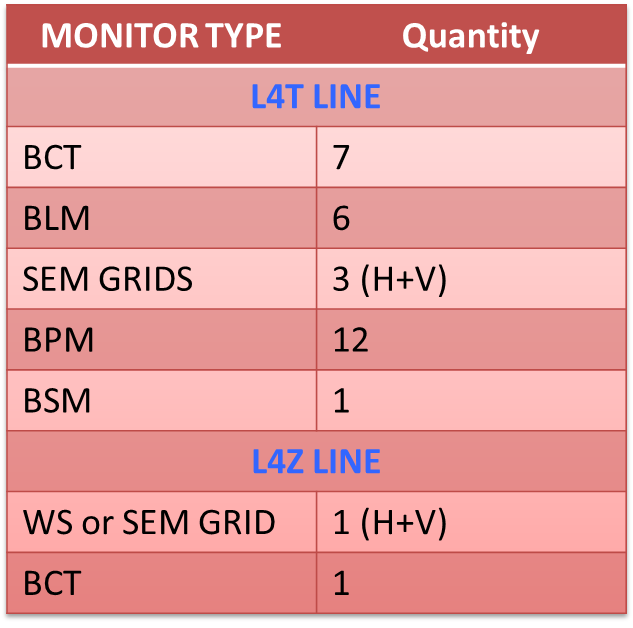 MONITOR TYPE Quantity
L4T LINE
BCT 7
BLM 6
SEM GRIDS 3 (H+V)
BPM 12
BSM 1
L4Z LINE
WS or SEM GRID 1 (H+V)
BCT 1